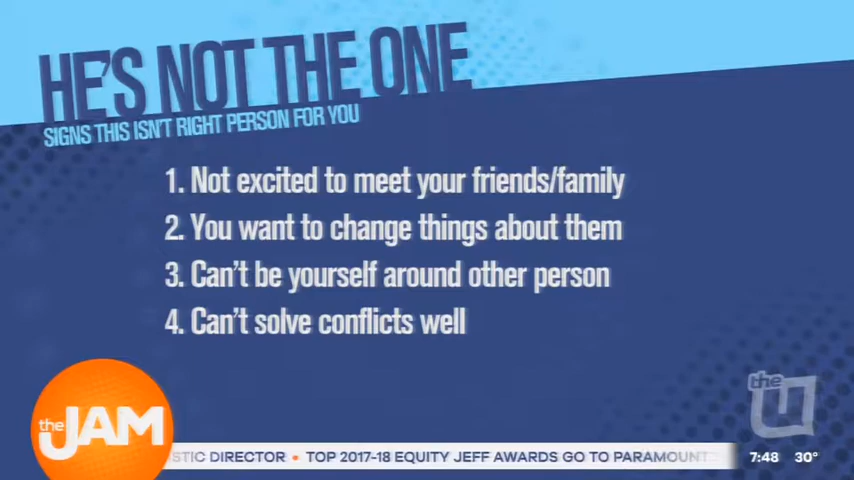 HE'S NOT THE ONE
SIGNS THIS ISN'T RIGHT PERSON FOR YOU
1. Not excited to meet your friends/family
2. You want to change things about them
3. Can't be yourself around other person
4. Can't solve conflicts well
the U
the JAM
STIC DIRECTOR • TOP 2017-18 EQUITY JEFF AWARDS GO TO PARAMOUNT
7:48 30°